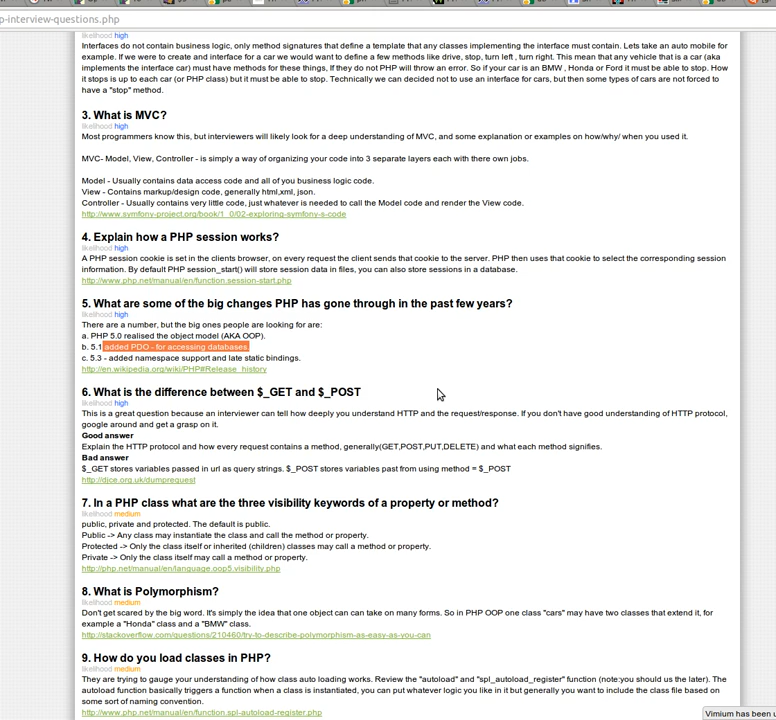 p-interview-questions.php
likelihood high
Interfaces do not contain business logic, only method signatures that define a template that any classes implementing the interface must contain. Lets take an auto mobile for
example. If we were to create and interface for a car we would want to define a few methods like drive, stop, turn left , turn right. This mean that any vehicle that is a car (aka
implements the interface car) must have methods for these things, If they do not PHP will throw an error. So if your car is an BMW , Honda or Ford it must be able to stop. How
it stops is up to each car (or PHP class) but it must be able to stop. Technically we can decided not to use an interface for cars, but then some types of cars are not forced to
have a "stop" method.
3. What is MVC?
likelihood high
Most programmers know this, but interviewers will likely look for a deep understanding of MVC, and some explanation or examples on how/why/ when you used it.
MVC- Model, View, Controller - is simply a way of organizing your code into 3 separate layers each with there own jobs.
Model - Usually contains data access code and all of you business logic code.
View - Contains markup/design code, generally html,xml, json.
Controller - Usually contains very little code, just whatever is needed to call the Model code and render the View code.
http://www.symfony-project.org/book/1_0/02-exploring-symfony-s-code
4. Explain how a PHP session works?
likelihood high
A PHP session cookie is set in the clients browser, on every request the client sends that cookie to the server. PHP then uses that cookie to select the corresponding session
information. By default PHP session_start() will store session data in files, you can also store sessions in a database.
http://www.php.net/manual/en/function.session-start.php
5. What are some of the big changes PHP has gone through in the past few years?
likelihood high
There are a number, but the big ones people are looking for are:
a. PHP 5.0 realised the object model (AKA OOP).
b. 5.1 added PDO - for accessing databases.
c. 5.3 - added namespace support and late static bindings.
http://en.wikipedia.org/wiki/PHP#Release_history
6. What is the difference between $_GET and $_POST
likelihood high
This is a great question because an interviewer can tell how deeply you understand HTTP and the request/response. If you don't have good understanding of HTTP protocol,
google around and get a grasp on it.
Good answer
Explain the HTTP protocol and how every request contains a method, generally(GET,POST,PUT,DELETE) and what each method signifies.
Bad answer
$_GET stores variables passed in url as query strings. $_POST stores variables past from using method = $_POST
http://djce.org.uk/dumprequest
7. In a PHP class what are the three visibility keywords of a property or method?
likelihood medium
public, private and protected. The default is public.
Public -> Any class may instantiate the class and call the method or property.
Protected -> Only the class itself or inherited (children) classes may call a method or property.
Private -> Only the class itself may call a method or property.
http://php.net/manual/en/language.oop5.visibility.php
8. What is Polymorphism?
likelihood medium
Don't get scared by the big word. It's simply the idea that one object can can take on many forms. So in PHP OOP one class "cars" may have two classes that extend it, for
example a "Honda" class and a "BMW" class.
http://stackoverflow.com/questions/210460/try-to-describe-polymorphism-as-easy-as-you-can
9. How do you load classes in PHP?
likelihood medium
They are trying to gauge your understanding of how class auto loading works. Review the "autoload" and "spl_autoload_register" function (note:you should us the later). The
autoload function basically triggers a function when a class is instantiated, you can put whatever logic you like in it but generally you want to include the class file based on
some sort of naming convention.
http://www.php.net/manual/en/function.spl-autoload-register.php
Vimium has been u